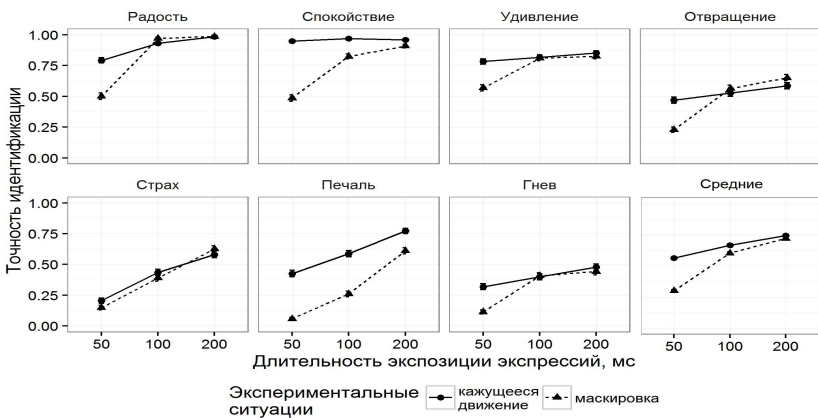 Радость
Спокойствие
Удивление
Отвращение
1.00
0.75
0.50
0.25
0.00
Точность идентификации
Страх
Печаль
Гнев
Средние
1.00
0.75
0.50
0.25
0.00
50 100 200
50 100 200
50 100 200
50 100 200
Длительность экспозиции экспрессий, мс
Экспериментальные
ситуации
кажущееся
движение
маскировка